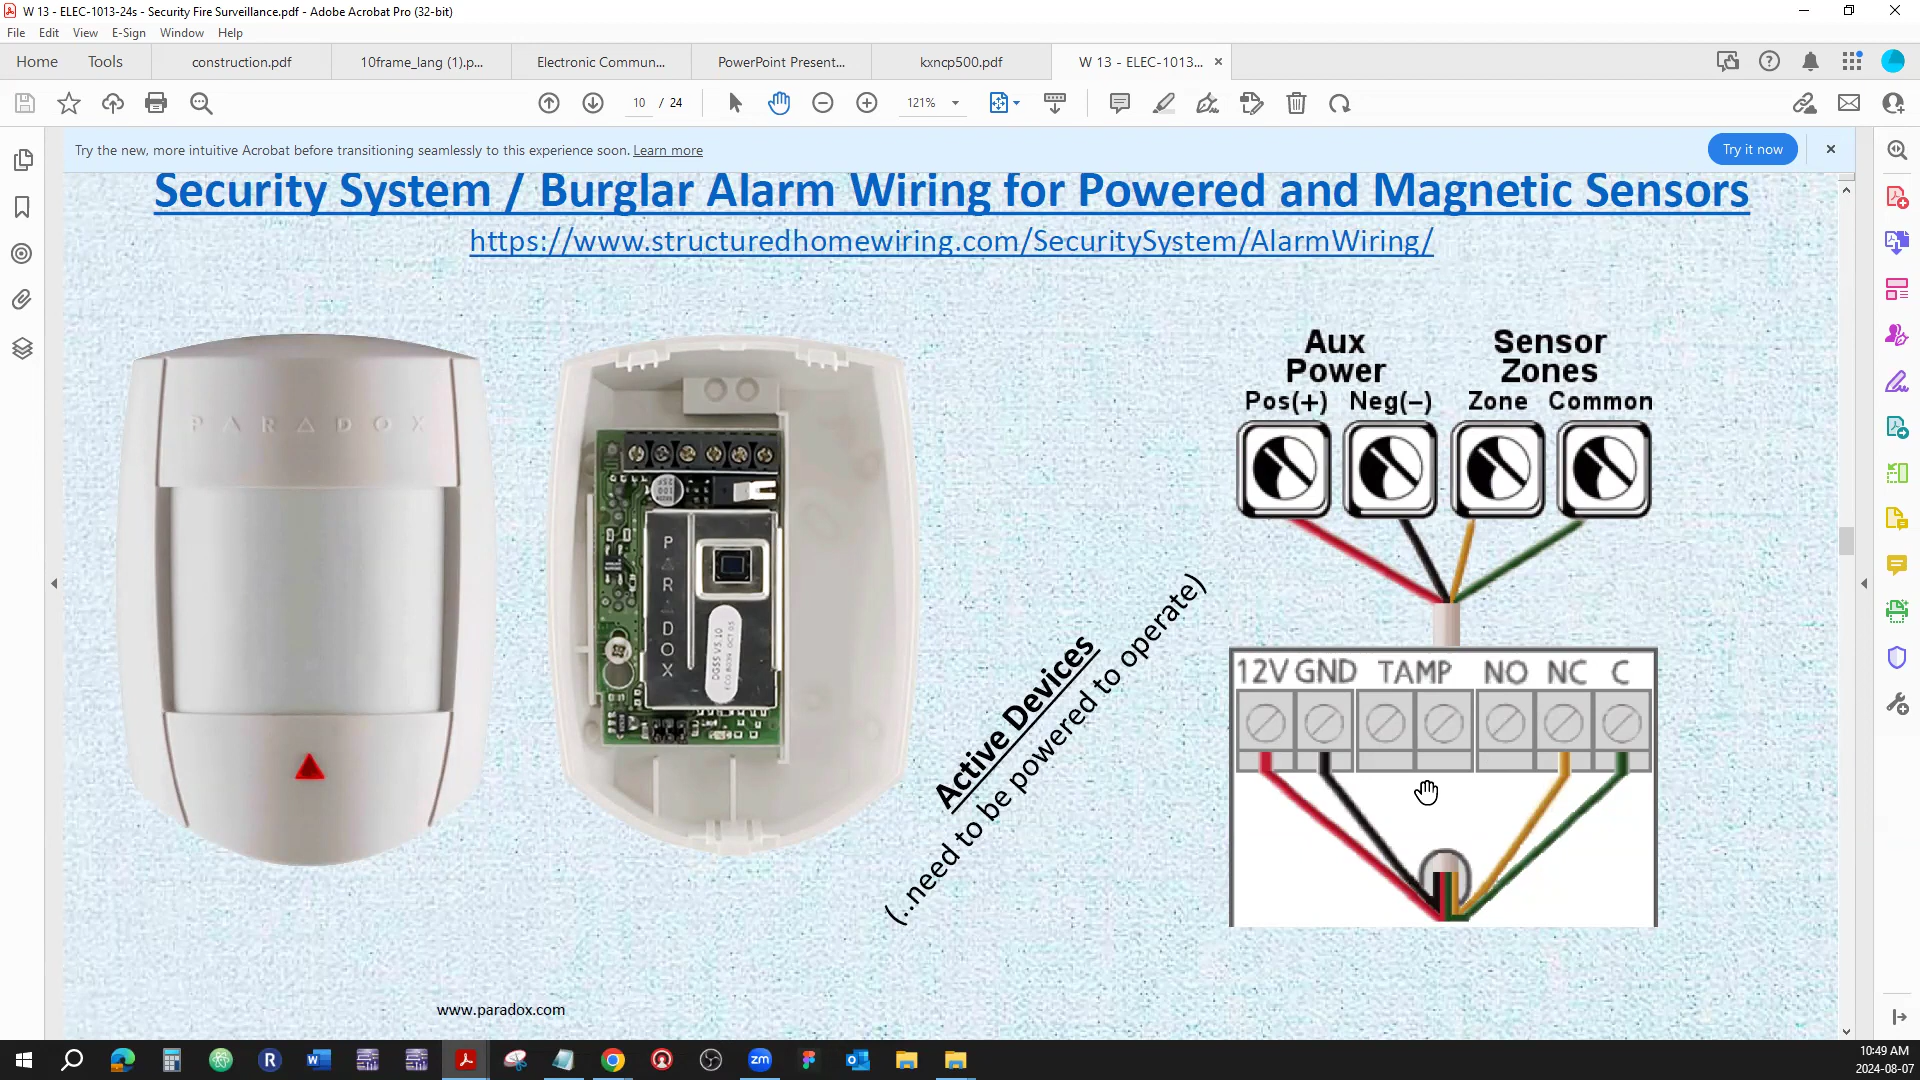 W 13 - ELEC-1013-24s - Security Fire Surveillance.pdf - Adobe Acrobat Pro (32-bit)
File Edit View E-Sign Window Help
Home Tools construction.pdf 10frame_lang (1).p... Electronic Commun... PowerPoint Present... kxncp500.pdf W 13 - ELEC-1013...
10 / 24 121%
Try the new, more intuitive Acrobat before transitioning seamlessly to this experience soon. Learn more
Try it now
Security System / Burglar Alarm Wiring for Powered and Magnetic Sensors
https://www.structuredhomewiring.com/SecuritySystem/AlarmWiring/
PARADOX
PARADOX
Aux Power
Sensor Zones
Pos(+) Neg(-) Zone Common
Active Devices
(..need to be powered to operate)
12V GND TAMP NO NC C
www.paradox.com
10:49 AM
2024-08-07